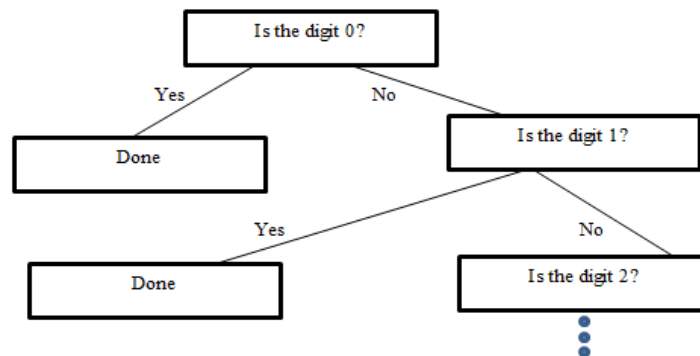 Is the digit 0?
Yes
No
Done
Is the digit 1?
Yes
No
Done
Is the digit 2?